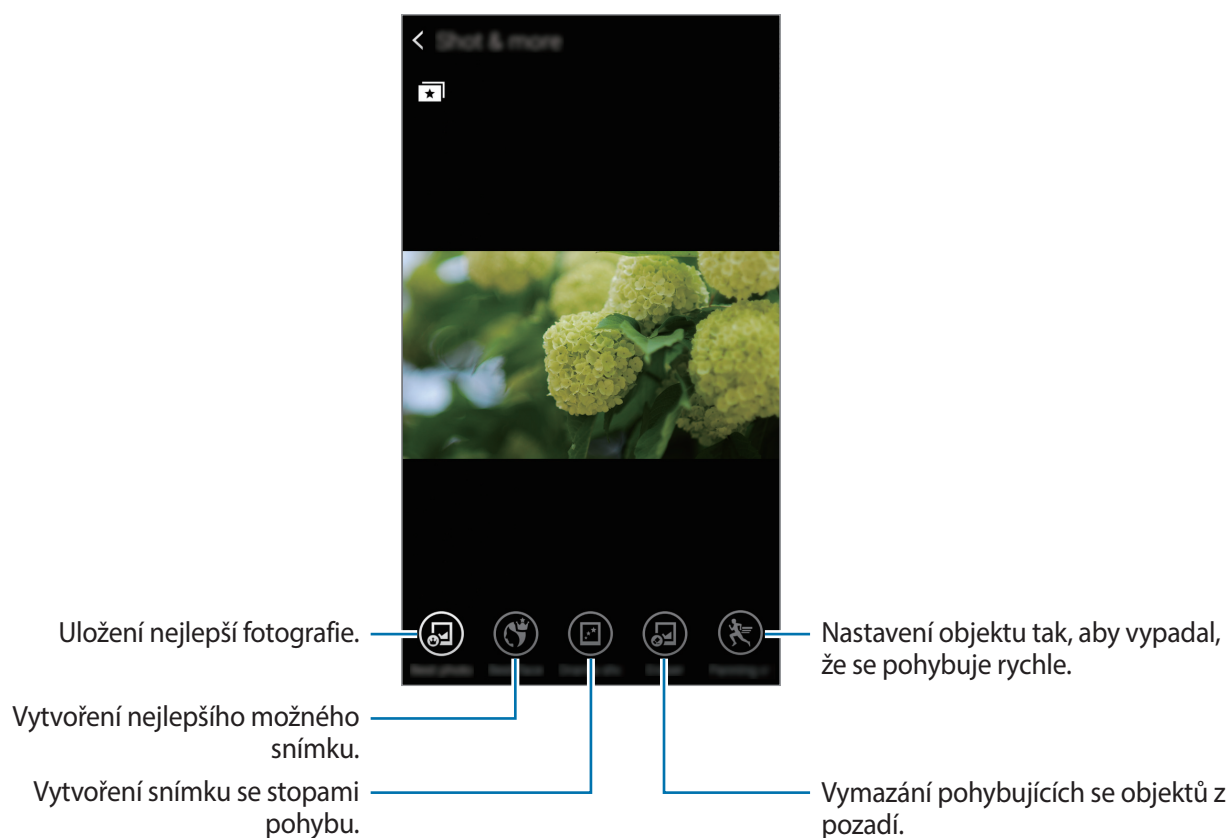 Shot & more
Uložení nejlepší fotografie.
Vytvoření nejlepšího možného
snímku.
Vytvoření snímku se stopami
pohybu.
Nastavení objektu tak, aby vypadal,
že se pohybuje rychle.
Vymazání pohybujících se objektů z
pozadí.